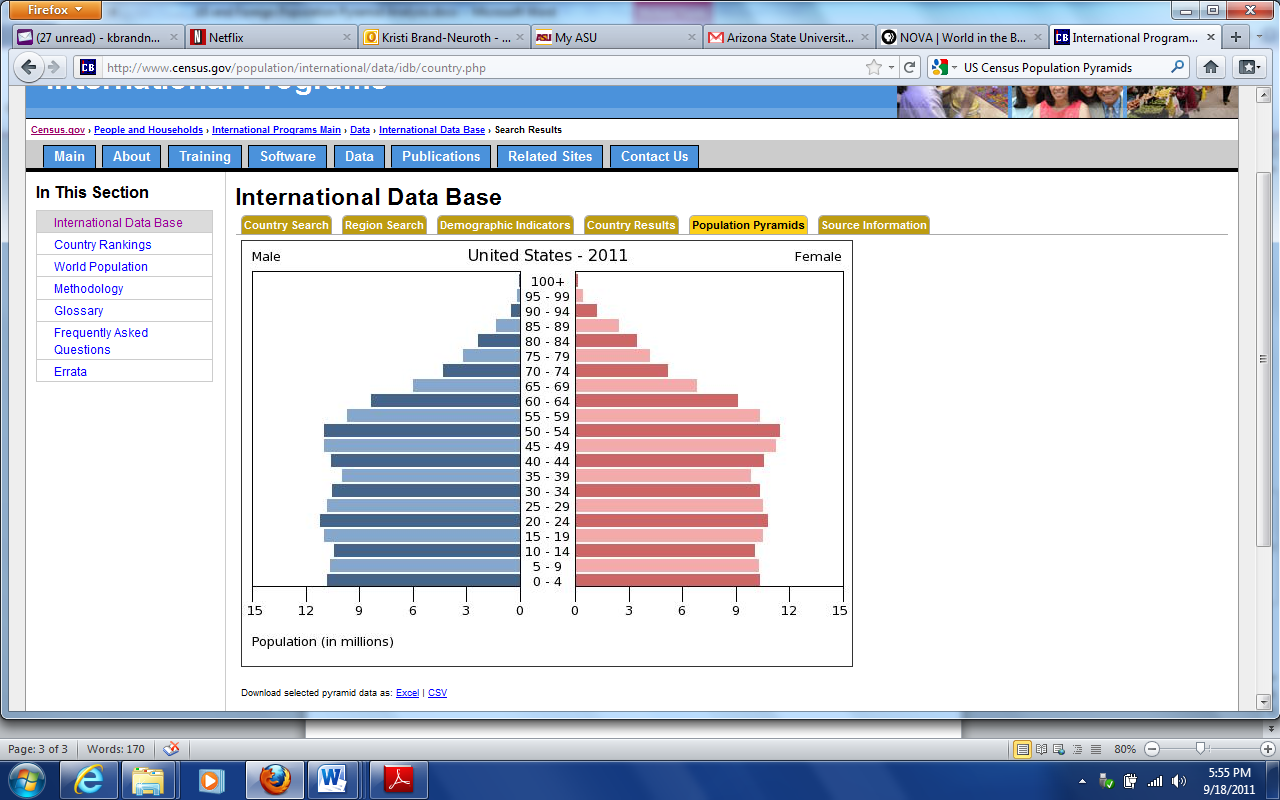 Firefox
(27 unread) - kbrandn...
Netflix
Kristi Brand-Neuroth - ...
ASU My ASU
Arizona State Universit...
NOVA | World in the B...
CB International Program...
CB http://www.census.gov/population/international/data/idb/country.php
US Census Population Pyramids
International Programs
Census.gov › People and Households › International Programs Main › Data › International Data Base › Search Results
Main About Training Software Data Publications Related Sites Contact Us
In This Section
International Data Base
Country Rankings
World Population
Methodology
Glossary
Frequently Asked
Questions
Errata
International Data Base
Country Search Region Search Demographic Indicators Country Results Population Pyramids Source Information
Male United States - 2011 Female
100+
95 - 99
90 - 94
85 - 89
80 - 84
75 - 79
70 - 74
65 - 69
60 - 64
55 - 59
50 - 54
45 - 49
40 - 44
35 - 39
30 - 34
25 - 29
20 - 24
15 - 19
10 - 14
5 - 9
0 - 4
15 12 9 6 3 0 0 3 6 9 12 15
Population (in millions)
Download selected pyramid data as: Excel | CSV
Page: 3 of 3 Words: 170 80%
5:55 PM
9/18/2011